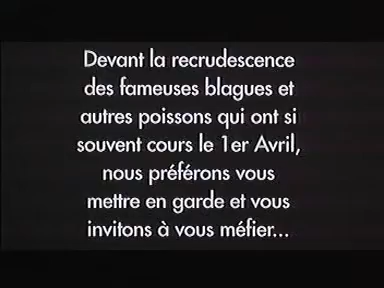 Devant la recrudescence
des fameuses blagues et
autres poissons qui ont si
souvent cours le 1er Avril,
nous préférons vous
mettre en garde et vous
invitons à vous méfier...